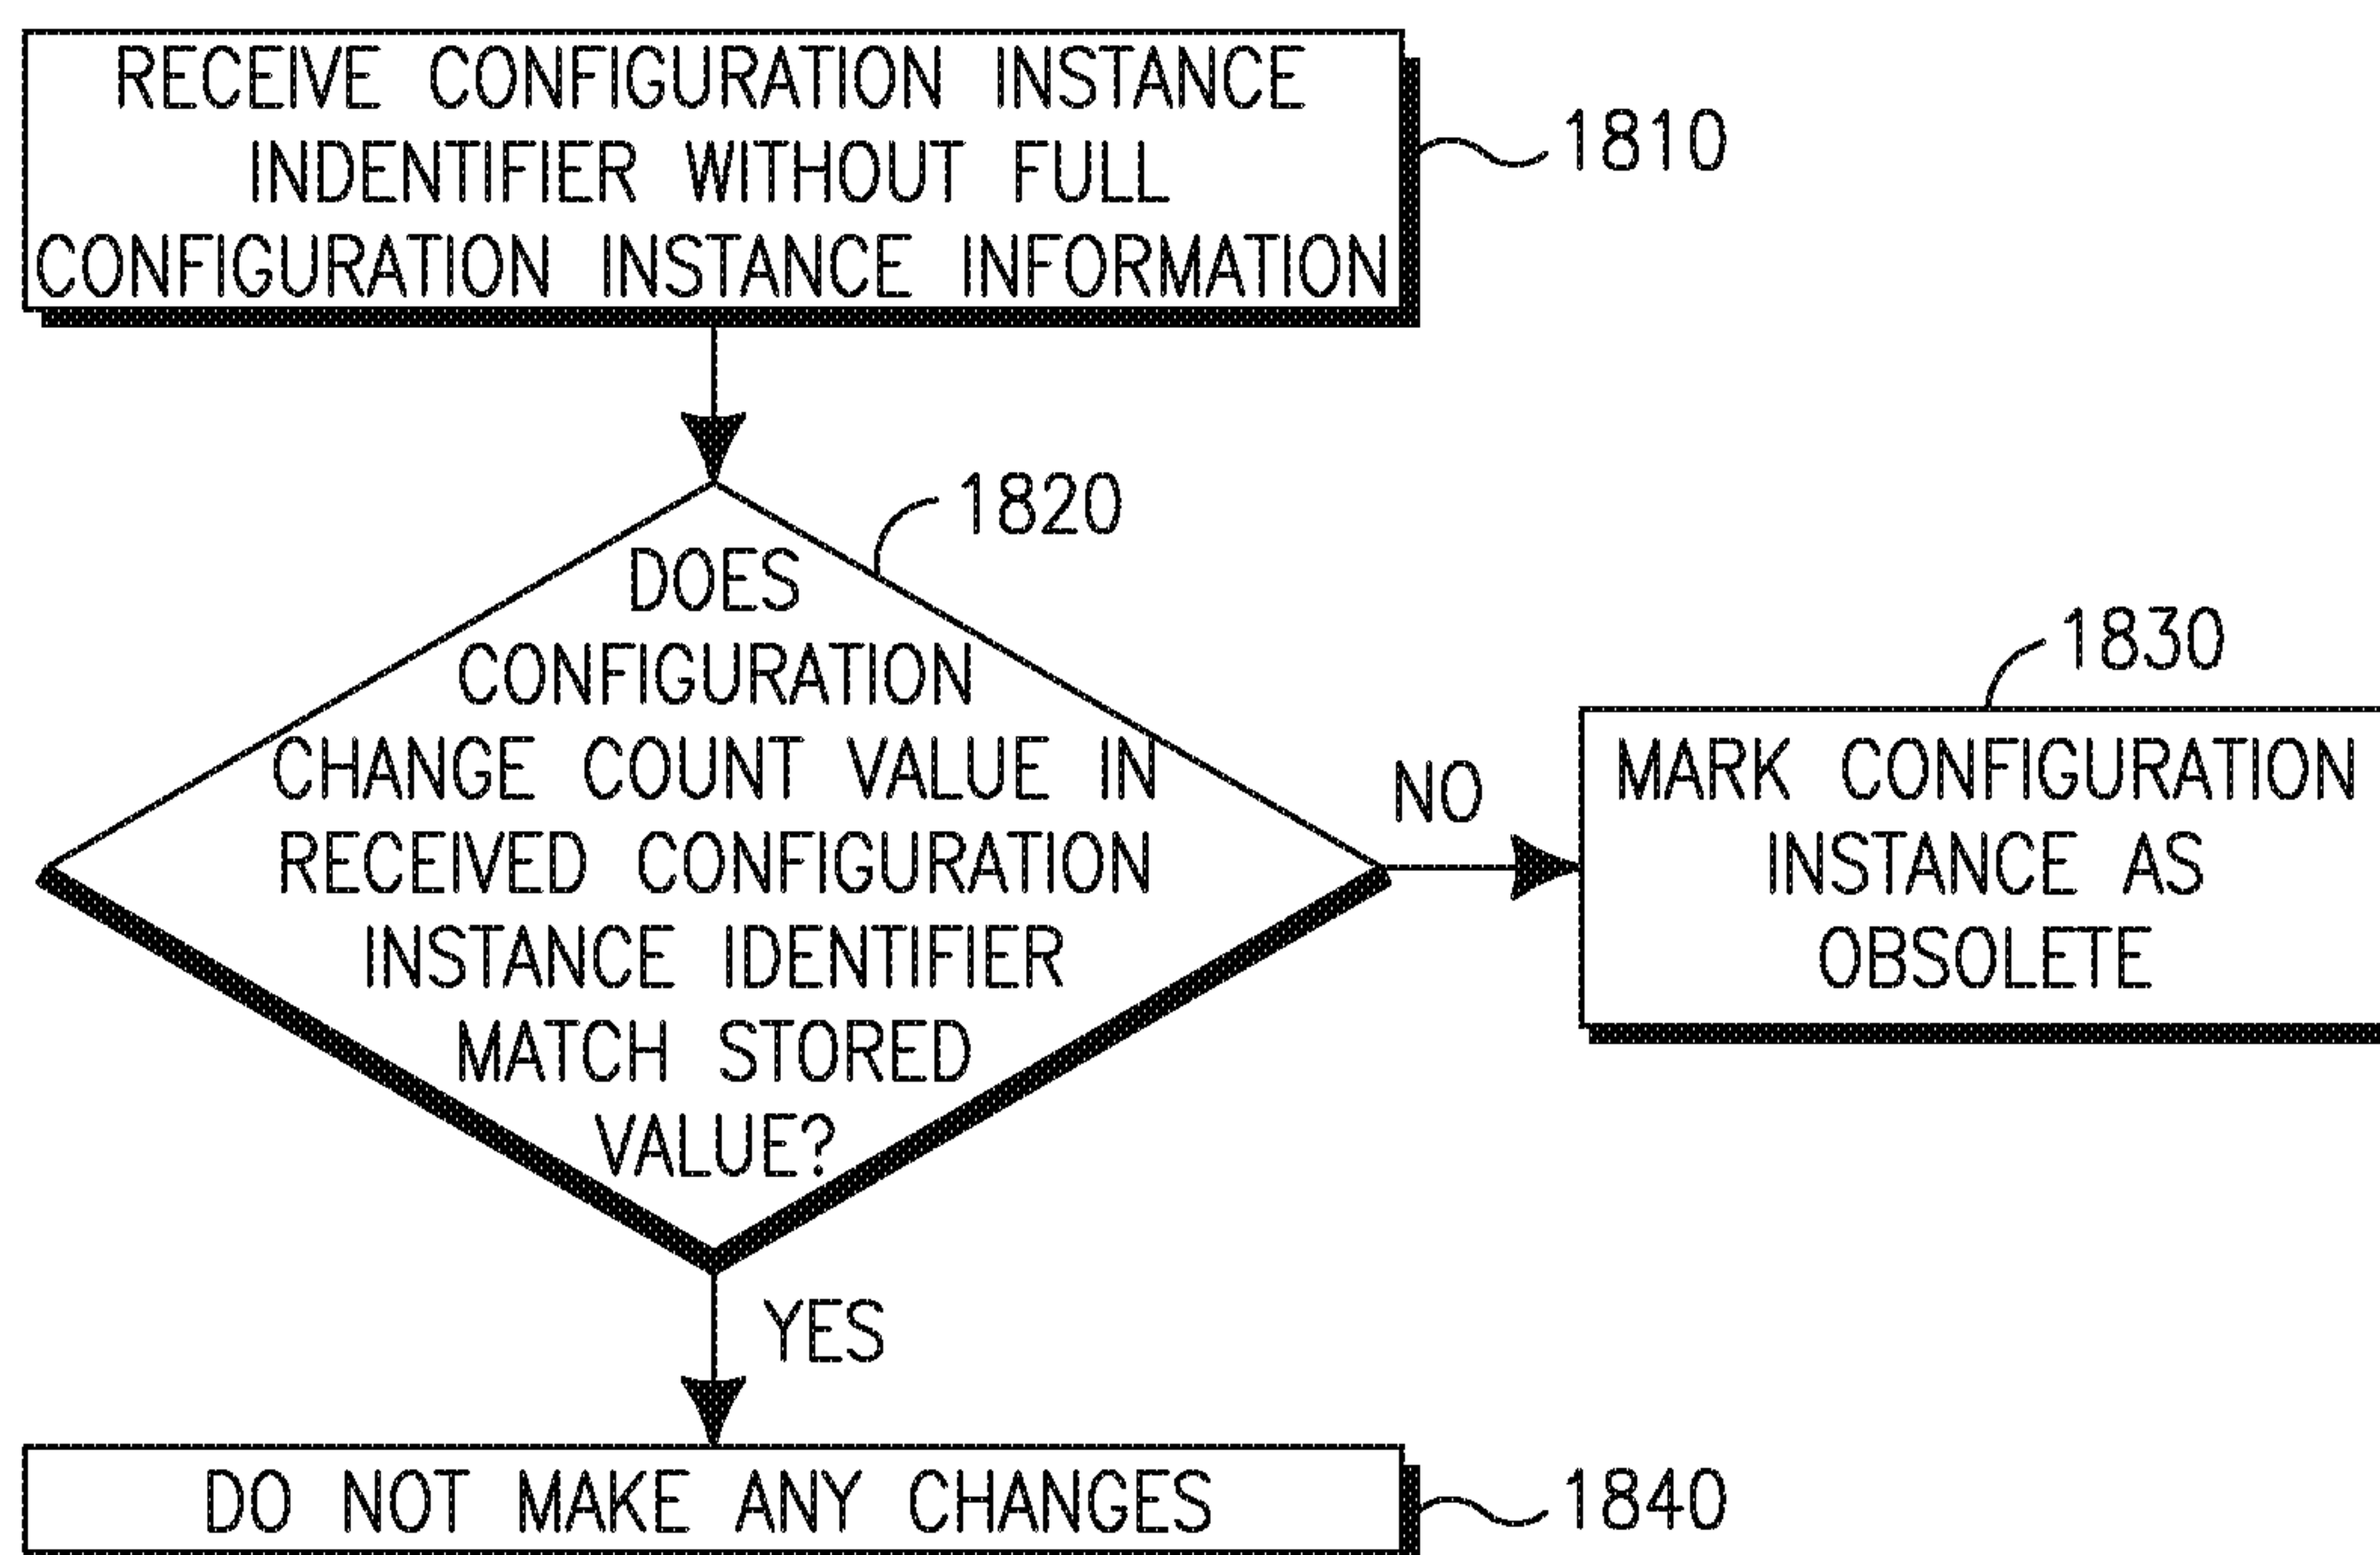 RECEIVE CONFIGURATION INSTANCE
INDENTIFIER WITHOUT FULL
CONFIGURATION INSTANCE INFORMATION
1810
1820
DOES
CONFIGURATION
CHANGE COUNT VALUE IN
RECEIVED CONFIGURATION
INSTANCE IDENTIFIER
MATCH STORED
VALUE?
NO
1830
MARK CONFIGURATION
INSTANCE AS
OBSOLETE
YES
DO NOT MAKE ANY CHANGES
1840